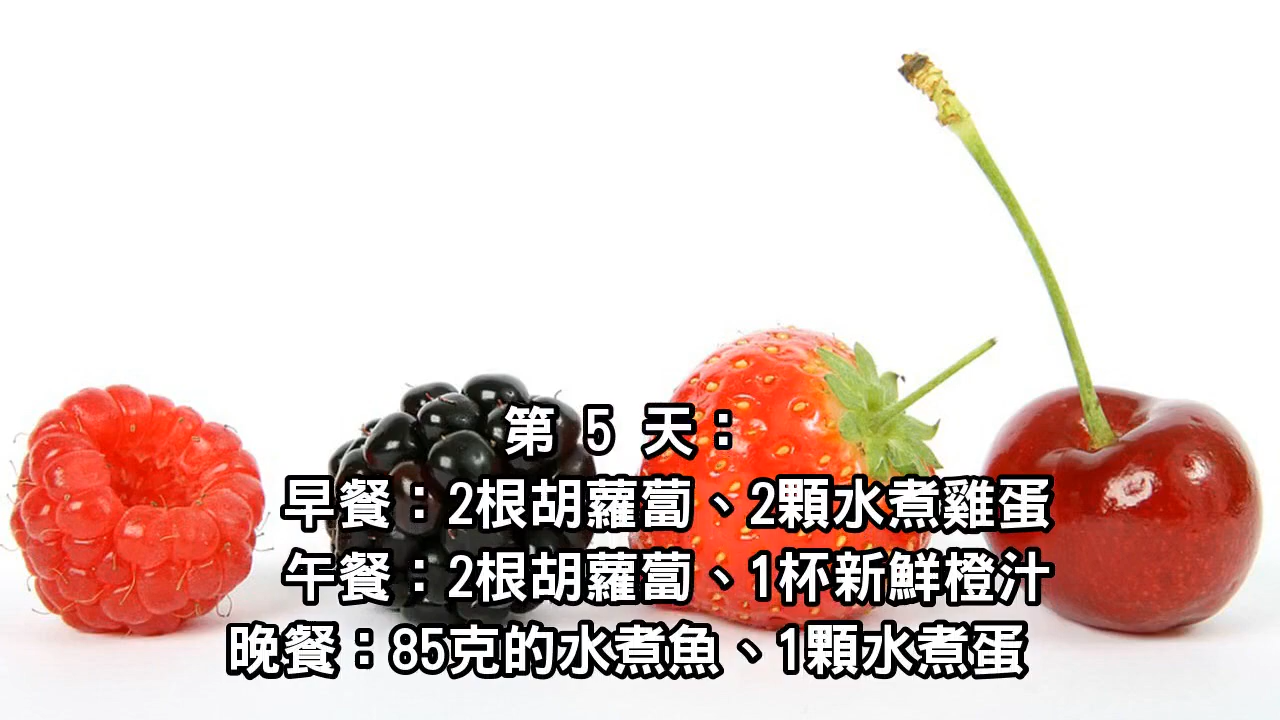 第 5 天：
早餐：2根胡蘿蔔、2顆水煮雞蛋
午餐：2根胡蘿蔔、1杯新鮮橙汁
晚餐：85克的水煮魚、1顆水煮蛋